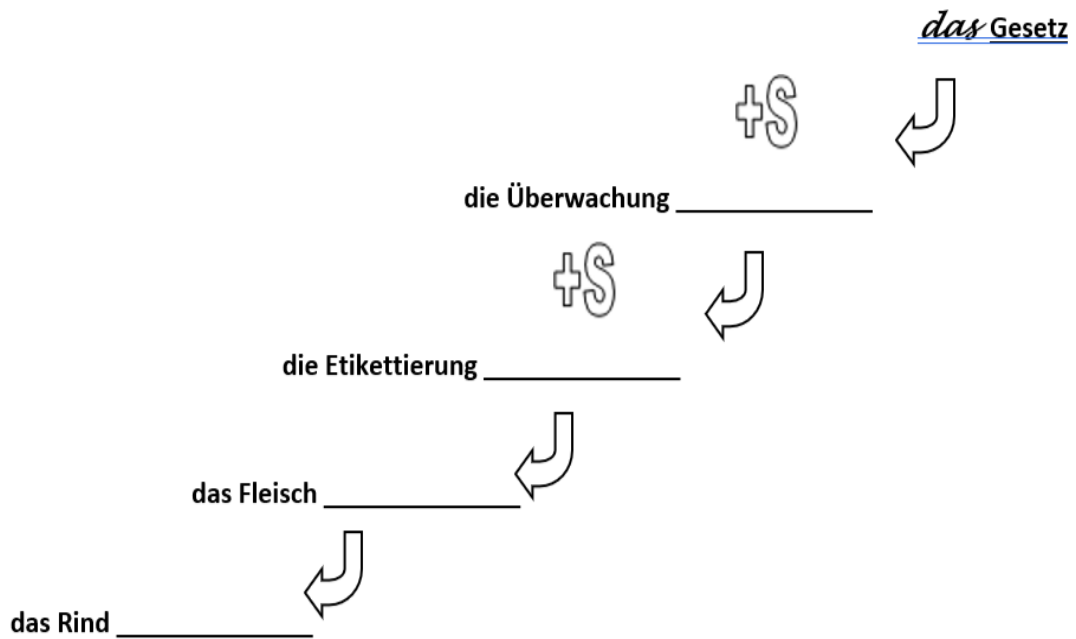 das Gesetz
+S
die Überwachung ______________
+S
die Etikettierung ______________
das Fleisch ______________
das Rind ______________